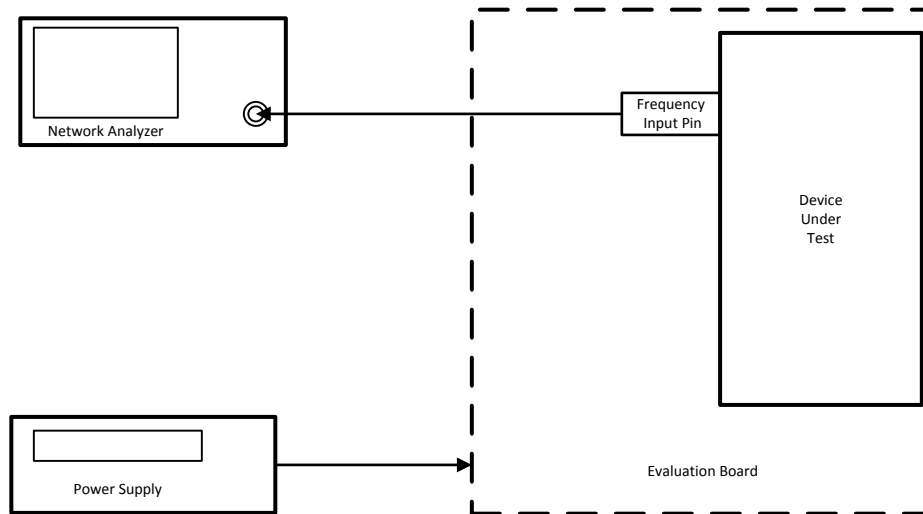 Network Analyzer
Frequency
Input Pin
Device
Under
Test
Power Supply
Evaluation Board